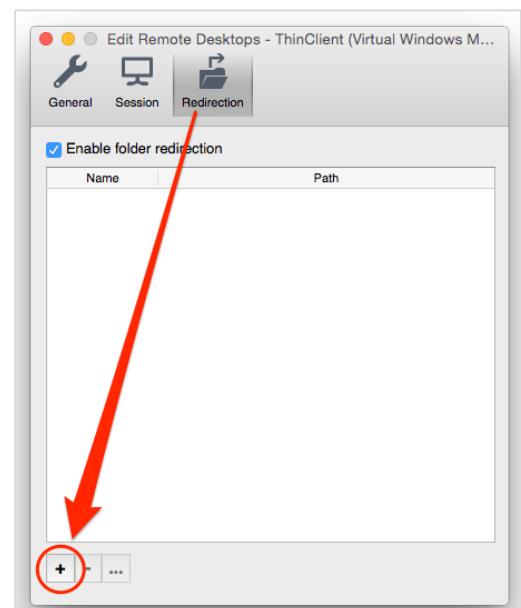 Edit Remote Desktops - ThinClient (Virtual Windows M...
General Session Redirection
Enable folder redirection
Name Path
+ - ...